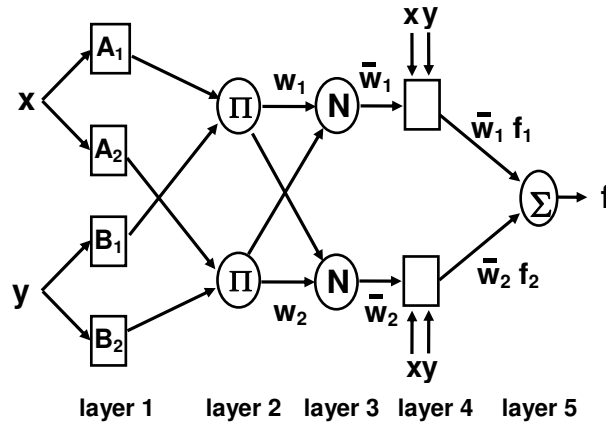 x y
A₁ w₁ w̄₁
Π N
x w̄₁ f₁
A₂
Σ f
B₁
y Π N w̄₂ f₂
B₂ w₂ w̄₂
xy
layer 1 layer 2 layer 3 layer 4 layer 5